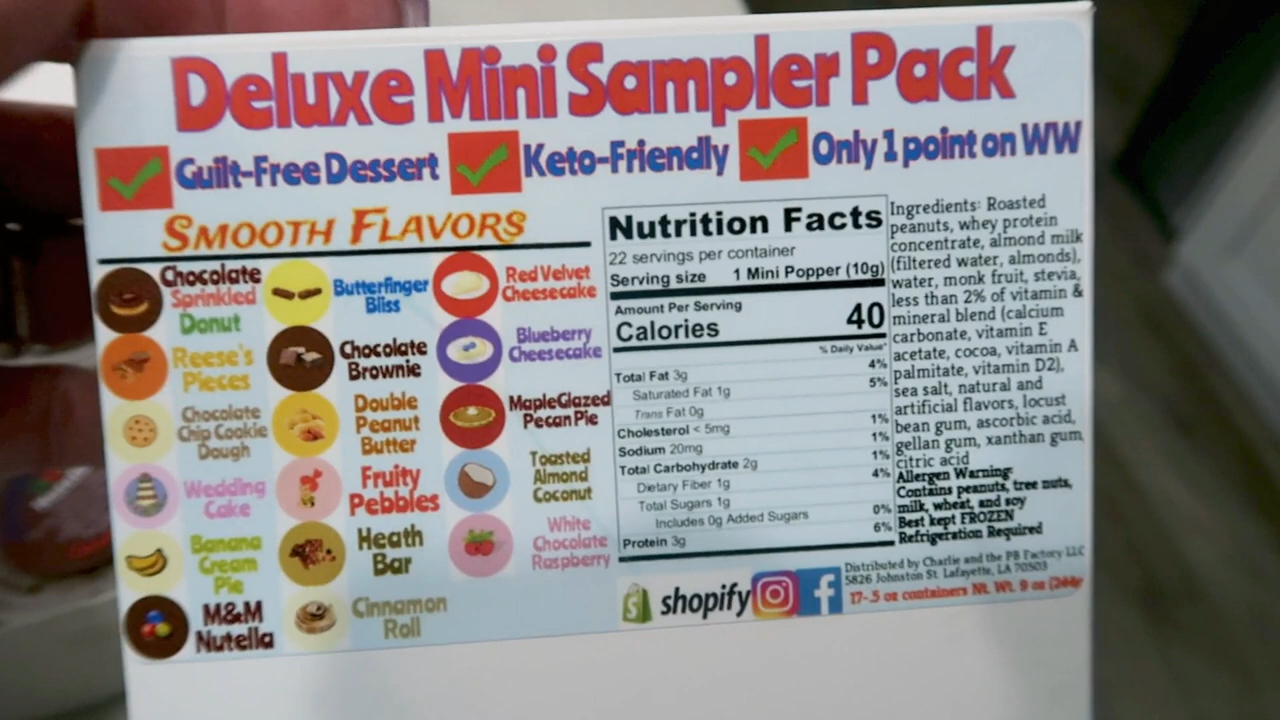 Deluxe Mini Sampler Pack
Guilt-Free Dessert
Keto-Friendly
Only 1 point on WW
SMOOTH FLAVORS
Chocolate
Sprinkled
Donut
Reese's
Pieces
Chocolate
Chip Cookie
Dough
Wedding
Cake
Banana
Cream
Pie
M&M
Nutella
Butterfinger
Bliss
Chocolate
Brownie
Double
Peanut
Butter
Fruity
Pebbles
Heath
Bar
Cinnamon
Roll
Red Velvet
Cheesecake
Blueberry
Cheesecake
Maple Glazed
Pecan Pie
Toasted
Almond
Coconut
White
Chocolate
Raspberry
Nutrition Facts
22 servings per container
Serving size 1 Mini Popper (10g)
Amount Per Serving
Calories 40
% Daily Value*
Total Fat 3g 4%
Saturated Fat 1g 5%
Trans Fat 0g
Cholesterol < 5mg 1%
Sodium 20mg 1%
Total Carbohydrate 2g 1%
Dietary Fiber 1g 4%
Total Sugars 1g
Includes 0g Added Sugars 0%
Protein 3g 6%
Ingredients: Roasted
peanuts, whey protein
concentrate, almond milk
(filtered water, almonds),
water, monk fruit, stevia,
less than 2% of vitamin &
mineral blend (calcium
carbonate, vitamin E
acetate, cocoa, vitamin A
palmitate, vitamin D2),
sea salt, natural and
artificial flavors, locust
bean gum, ascorbic acid,
gellan gum, xanthan gum,
citric acid
Allergen Warning:
Contains peanuts, tree nuts,
milk, wheat, and soy
Best kept FROZEN
Refrigeration Required
shopify
Distributed by Charlie and the PB Factory LLC
5826 Johnston St. Lafayette, LA 70503
17-.5 oz containers Nt. Wt. 9 oz